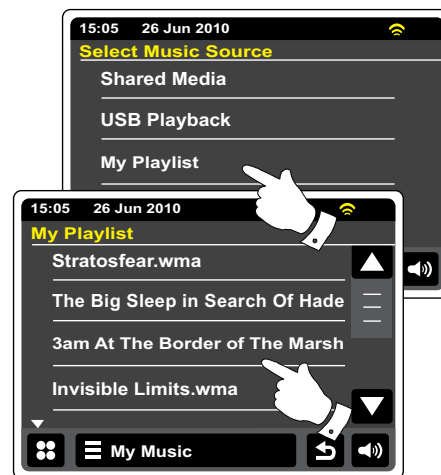 15:05 26 Jun 2010
Select Music Source
Shared Media
USB Playback
My Playlist
15:05 26 Jun 2010
My Playlist
Stratosfear.wma
The Big Sleep in Search Of Hade
3am At The Border of The Marsh
Invisible Limits.wma
My Music